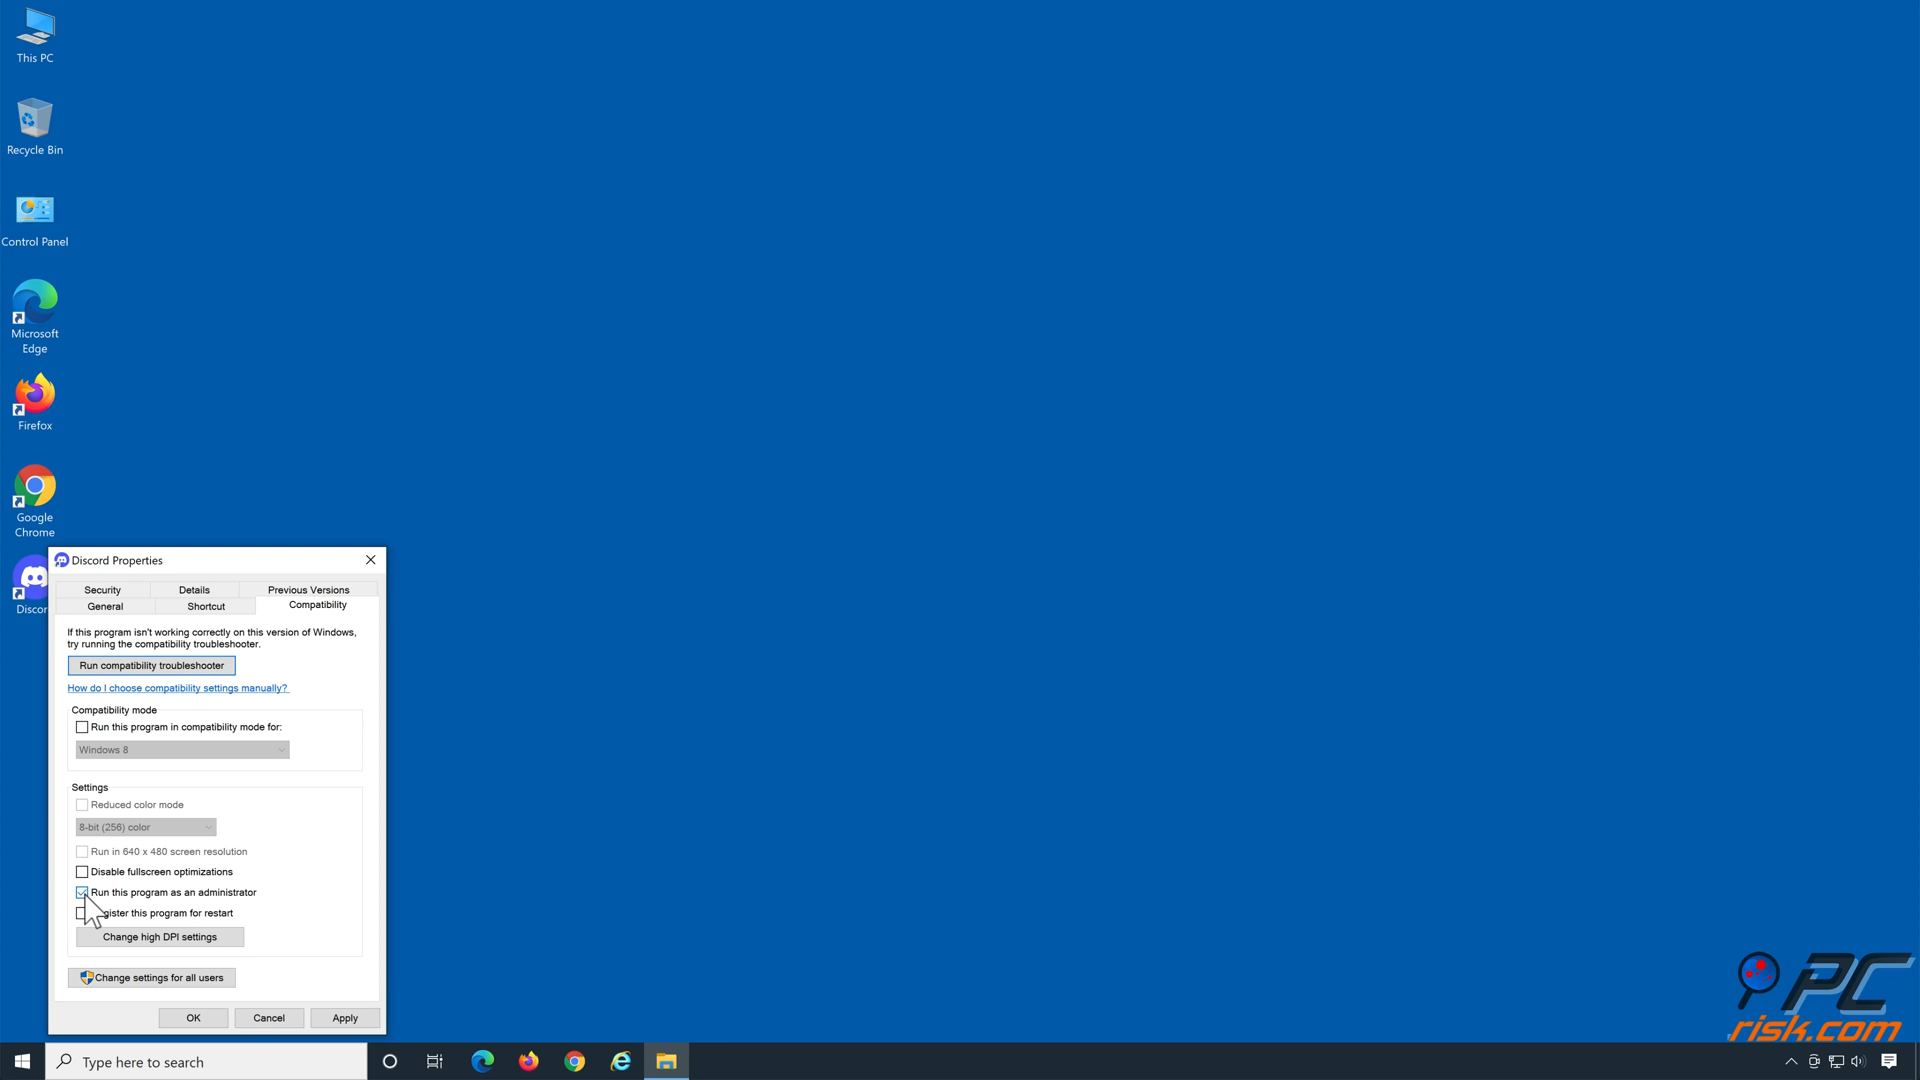 This PC
Recycle Bin
Control Panel
Microsoft
Edge
Firefox
Google
Chrome
Discor
Discord Properties
Security
Details
Previous Versions
General
Shortcut
Compatibility
If this program isn't working correctly on this version of Windows,
try running the compatibility troubleshooter.
Run compatibility troubleshooter
How do I choose compatibility settings manually?
Compatibility mode
Run this program in compatibility mode for:
Windows 8
Settings
Reduced color mode
8-bit (256) color
Run in 640 x 480 screen resolution
Disable fullscreen optimizations
Run this program as an administrator
gister this program for restart
Change high DPI settings
Change settings for all users
OK
Cancel
Apply
Type here to search
PC
risk.com